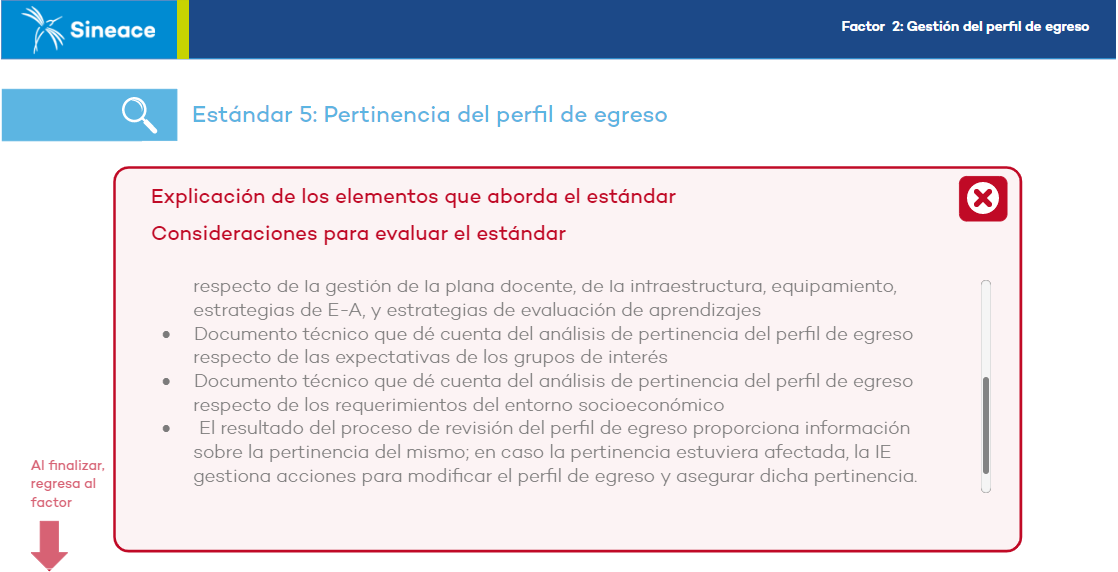 Sineace
Factor 2: Gestión del perfil de egreso
Estándar 5: Pertinencia del perfil de egreso
Explicación de los elementos que aborda el estándar
Consideraciones para evaluar el estándar
respecto de la gestión de la plana docente, de la infraestructura, equipamiento,
estrategias de E-A, y estrategias de evaluación de aprendizajes
• Documento técnico que dé cuenta del análisis de pertinencia del perfil de egreso
respecto de las expectativas de los grupos de interés
• Documento técnico que dé cuenta del análisis de pertinencia del perfil de egreso
respecto de los requerimientos del entorno socioeconómico
• El resultado del proceso de revisión del perfil de egreso proporciona información
sobre la pertinencia del mismo; en caso la pertinencia estuviera afectada, la IE
gestiona acciones para modificar el perfil de egreso y asegurar dicha pertinencia.
Al finalizar,
regresa al
factor